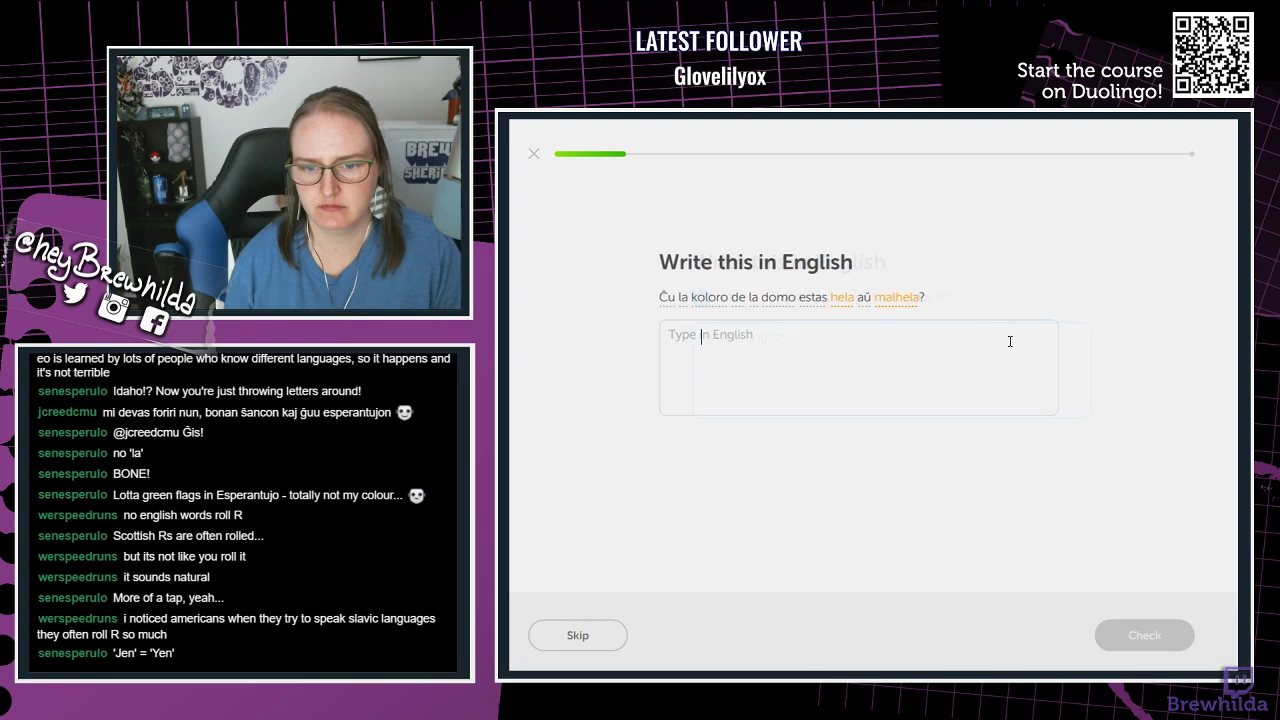 LATEST FOLLOWER
Glovelilyox
Start the course
on Duolingo!
BREW
SHERIF
@heyBrewhilda
eo is learned by lots of people who know different languages, so it happens and
it's not terrible
senesperulo Idaho!? Now you're just throwing letters around!
jcreedcmu mi devas foriri nun, bonan ŝancon kaj ĝuu esperantujon
senesperulo @jcreedcmu Ĝis!
senesperulo no 'la'
senesperulo BONE!
senesperulo Lotta green flags in Esperantujo - totally not my colour...
werspeedruns no english words roll R
senesperulo Scottish Rs are often rolled...
werspeedruns but its not like you roll it
werspeedruns it sounds natural
senesperulo More of a tap, yeah...
werspeedruns i noticed americans when they try to speak slavic languages
they often roll R so much
senesperulo 'Jen' = 'Yen'
Write this in English
Ĉu la koloro de la domo estas hela aŭ malhela?
Type in English
Skip
Check
Brewhilda